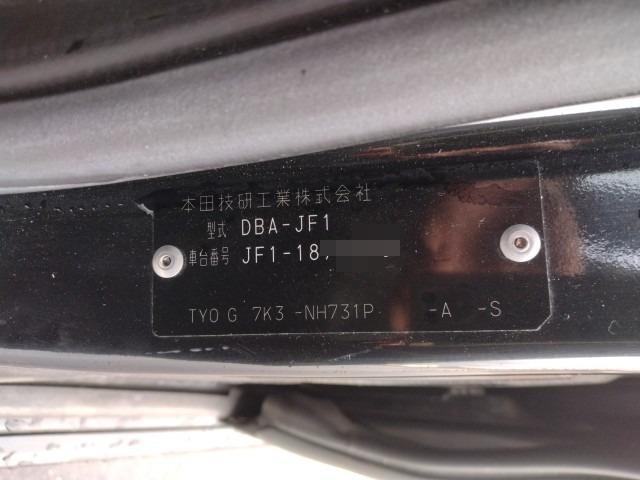 本田技研工業株式会社
型式 DBA-JF1
車台番号 JF1-18
TYO G 7K3 -NH731P -A -S